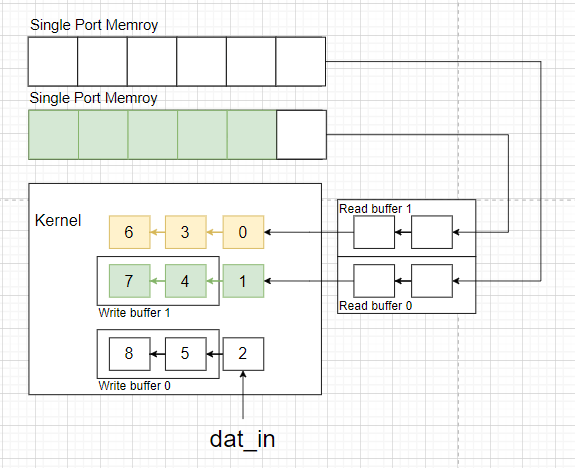 Single Port Memroy
Single Port Memroy
Kernel
6 3 0
7 4 1
Write buffer 1
8 5 2
Write buffer 0
Read buffer 1
Read buffer 0
dat_in